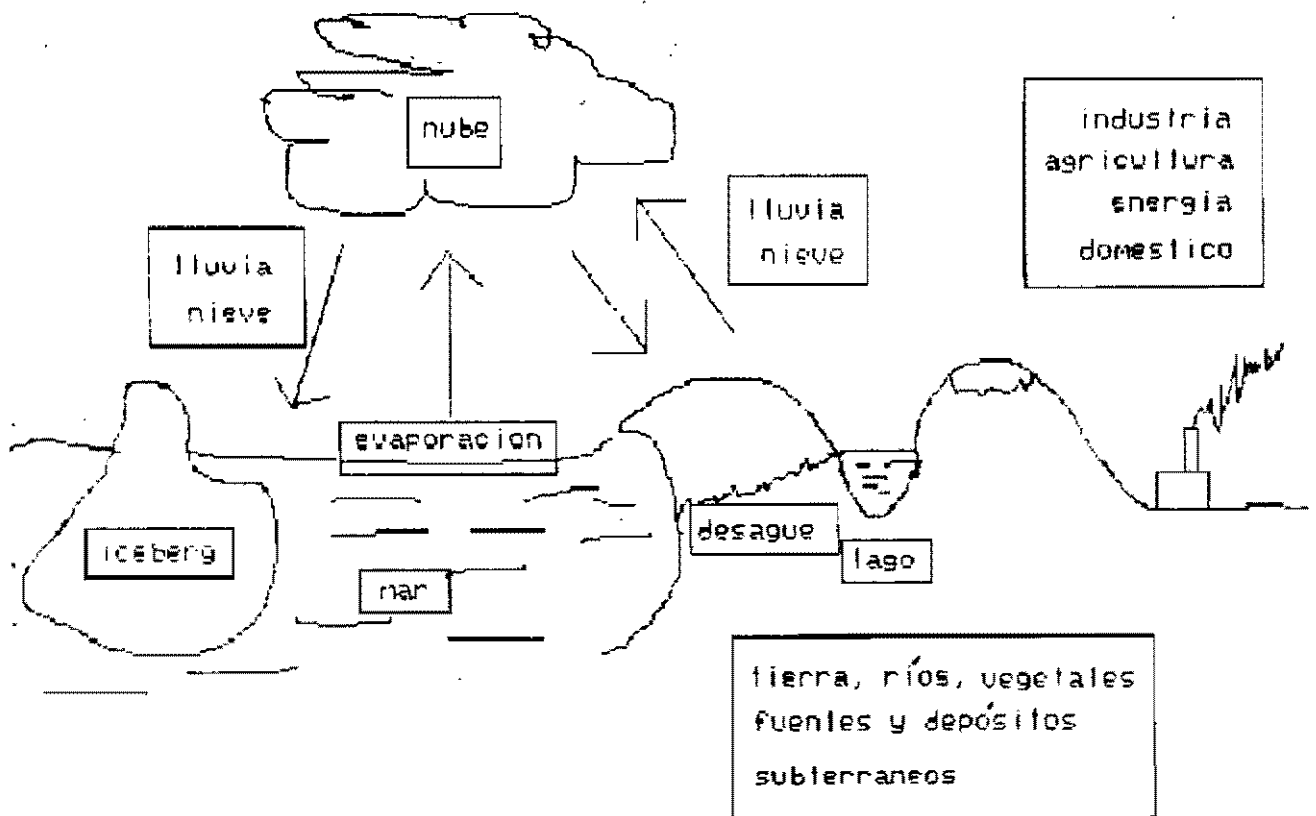 nube
industria
agricultura
energía
domestico
lluvia
nieve
lluvia
nieve
evaporacion
iceberg
mar
desague
lago
tierra, ríos, vegetales
fuentes y depósitos
subterraneos